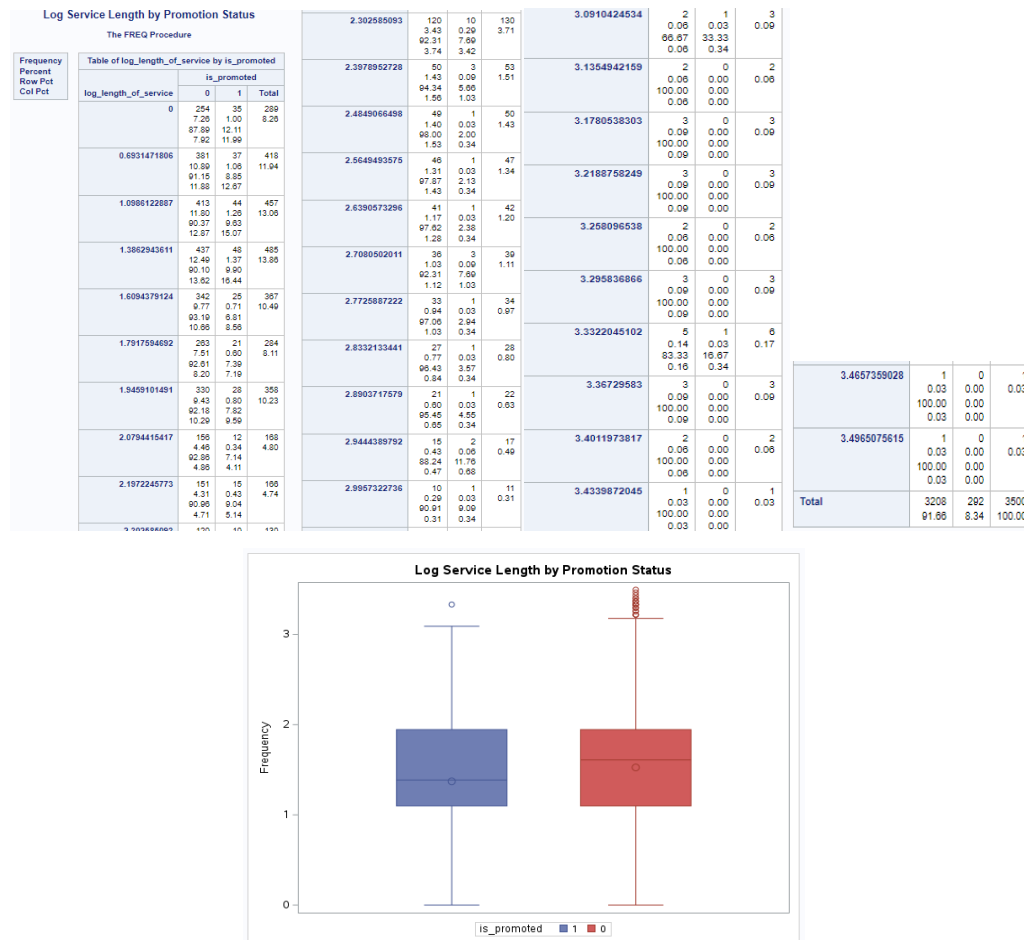 Log Service Length by Promotion Status
The FREQ Procedure
Frequency
Percent
Row Pct
Col Pct
Table of log_length_of_service by is_promoted
is_promoted
log_length_of_service 0 1 Total
0 254 35 289
7.26 1.00 8.26
87.89 12.11
7.92 11.99
0.6931471806 381 37 418
10.89 1.06 11.94
91.15 8.85
11.88 12.67
1.0986122887 413 44 457
11.80 1.26 13.06
90.37 9.63
12.87 15.07
1.3862943611 437 48 485
12.49 1.37 13.86
90.10 9.90
13.62 16.44
1.6094379124 342 25 367
9.77 0.71 10.49
93.19 6.81
10.66 8.56
1.7917594692 263 21 284
7.51 0.60 8.11
92.61 7.39
8.20 7.19
1.9459101491 330 28 358
9.43 0.80 10.23
92.18 7.82
10.29 9.59
2.0794415417 156 12 168
4.46 0.34 4.80
92.86 7.14
4.86 4.11
2.1972245773 151 15 166
4.31 0.43 4.74
90.96 9.04
4.71 5.14
2.302585093 120 10 130
3.43 0.29 3.71
92.31 7.69
3.74 3.42
2.3978952728 50 3 53
1.43 0.09 1.51
94.34 5.66
1.56 1.03
2.4849066498 49 1 50
1.40 0.03 1.43
98.00 2.00
1.53 0.34
2.5649493575 46 1 47
1.31 0.03 1.34
97.87 2.13
1.43 0.34
2.6390573296 41 1 42
1.17 0.03 1.20
97.62 2.38
1.28 0.34
2.7080502011 36 3 39
1.03 0.09 1.11
92.31 7.69
1.12 1.03
2.7725887222 33 1 34
0.94 0.03 0.97
97.06 2.94
1.03 0.34
2.8332133441 27 1 28
0.77 0.03 0.80
96.43 3.57
0.84 0.34
2.8903717579 21 1 22
0.60 0.03 0.63
95.45 4.55
0.65 0.34
2.9444389792 15 2 17
0.43 0.06 0.49
88.24 11.76
0.47 0.68
2.9957322736 10 1 11
0.29 0.03 0.31
90.91 9.09
0.31 0.34
3.0910424534 2 1 3
0.06 0.03 0.09
66.67 33.33
0.06 0.34
3.1354942159 2 0 2
0.06 0.00 0.06
100.00 0.00
0.06 0.00
3.1780538303 3 0 3
0.09 0.00 0.09
100.00 0.00
0.09 0.00
3.2188758249 3 0 3
0.09 0.00 0.09
100.00 0.00
0.09 0.00
3.258096538 2 0 2
0.06 0.00 0.06
100.00 0.00
0.06 0.00
3.295836866 3 0 3
0.09 0.00 0.09
100.00 0.00
0.09 0.00
3.3322045102 5 1 6
0.14 0.03 0.17
83.33 16.67
0.16 0.34
3.36729583 3 0 3
0.09 0.00 0.09
100.00 0.00
0.09 0.00
3.4011973817 2 0 2
0.06 0.00 0.06
100.00 0.00
0.06 0.00
3.4339872045 1 0 1
0.03 0.00 0.03
100.00 0.00
0.03 0.00
3.4657359028 1 0 1
0.03 0.00 0.03
100.00 0.00
0.03 0.00
3.4965075615 1 0 1
0.03 0.00 0.03
100.00 0.00
0.03 0.00
Total 3208 292 3500
91.66 8.34 100.00
Log Service Length by Promotion Status
3
2
1
0
Frequency
is_promoted 1 0